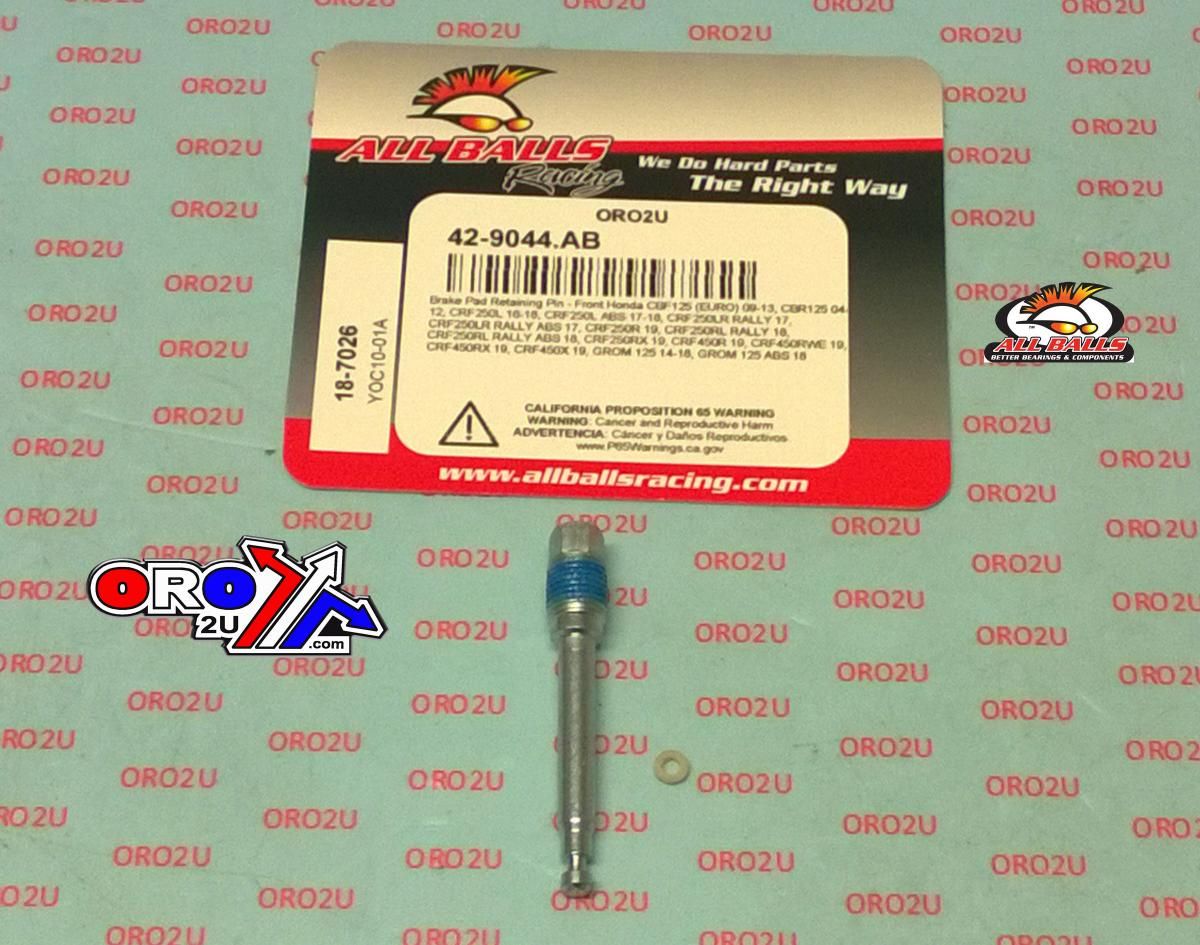 ALL BALLS
Racing
We Do Hard Parts
The Right Way
ORO2U
42-9044.AB
Brake Pad Retaining Pin - Front Honda CBF125 (EURO) 09-13, CBR125 04-
12, CRF250L 16-18, CRF250L ABS 17-18, CRF250LR RALLY 17,
CRF250LR RALLY ABS 17, CRF250R 19, CRF250RL RALLY 18,
CRF250RL RALLY ABS 18, CRF250RX 19, CRF450R 19, CRF450RWE 19,
CRF450RX 19, CRF450X 19, GROM 125 14-18, GROM 125 ABS 18
18-7026
YOC10-01A
CALIFORNIA PROPOSITION 65 WARNING
WARNING: Cancer and Reproductive Harm
ADVERTENCIA: Cáncer y Daños Reproductivos
www.P65Warnings.ca.gov
www.allballsracing.com
ALL BALLS
BETTER BEARINGS & COMPONENTS
ORO
2U
.com
ORO2U